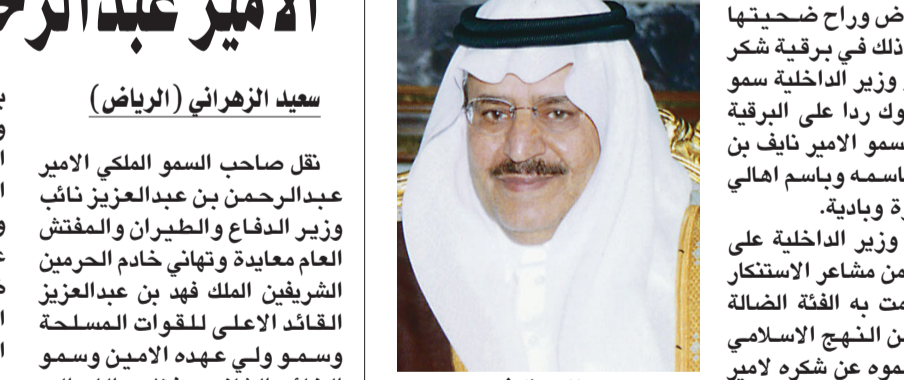 ض وراح ضحيتها
ذلك في برقية شكر
وزير الداخلية سمو
وك ردا على البرقية
سمو الامير نايف بن
اسمه وباسم اهالي
ة وبادية.
وزير الداخلية على
من مشاعر الاستنكار
مت به الفئة الضالة
ن النهج الاسلامي
موه عن شكره لامير
الامير عبدالرح
سعيد الزهراني (الرياض)
نقل صاحب السمو الملكي الامير
عبدالرحمن بن عبدالعزيز نائب
وزير الدفاع والطيران والمفتش
العام معايدة وتهاني خادم الحرمين
الشريفين الملك فهد بن عبدالعزيز
القائد الاعلى للقوات المسلحة
وسمو ولي عهده الامين وسمو